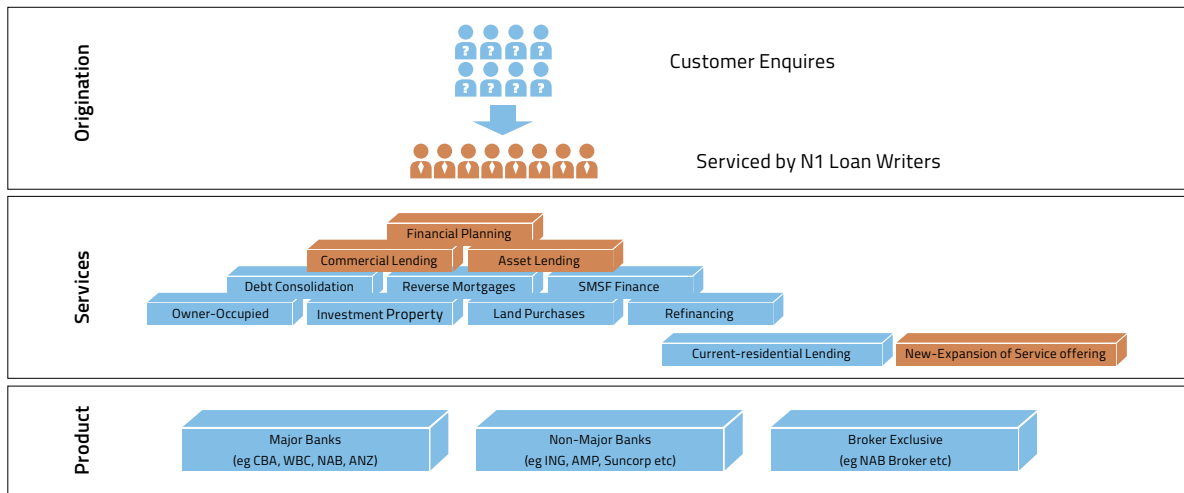 Origination
? ? ? ?
Customer Enquires
? ? ? ?
Serviced by N1 Loan Writers
Services
Financial Planning
Commercial Lending
Asset Lending
Debt Consolidation
Reverse Mortgages
SMSF Finance
Owner-Occupied
Investment Property
Land Purchases
Refinancing
Current-residential Lending
New-Expansion of Service offering
Product
Major Banks
(eg CBA, WBC, NAB, ANZ)
Non-Major Banks
(eg ING, AMP, Suncorp etc)
Broker Exclusive
(eg NAB Broker etc)